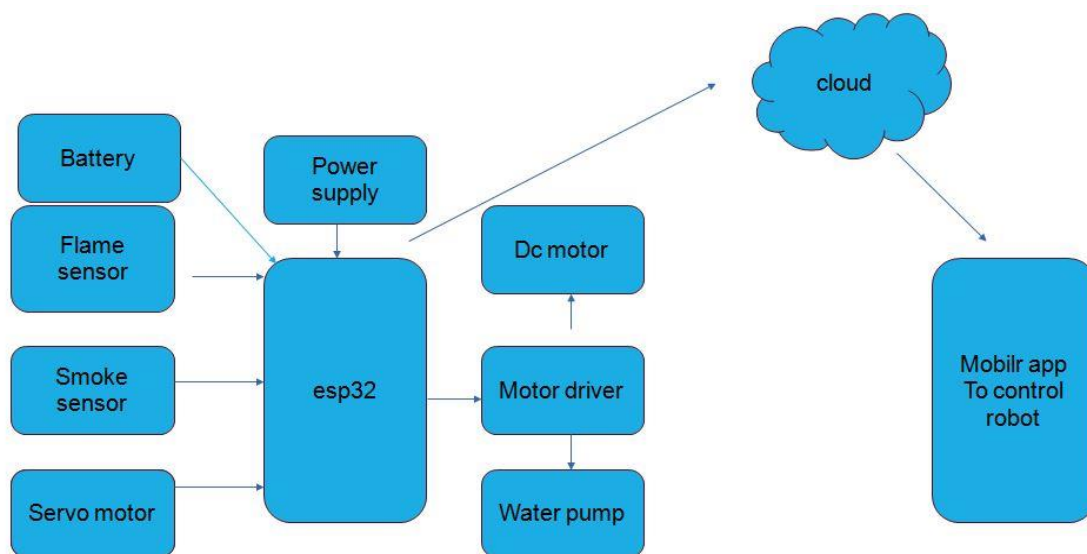 cloud
Battery
Power
supply
Flame
sensor
Dc motor
Smoke
sensor
esp32
Motor driver
Mobilr app
To control
robot
Servo motor
Water pump